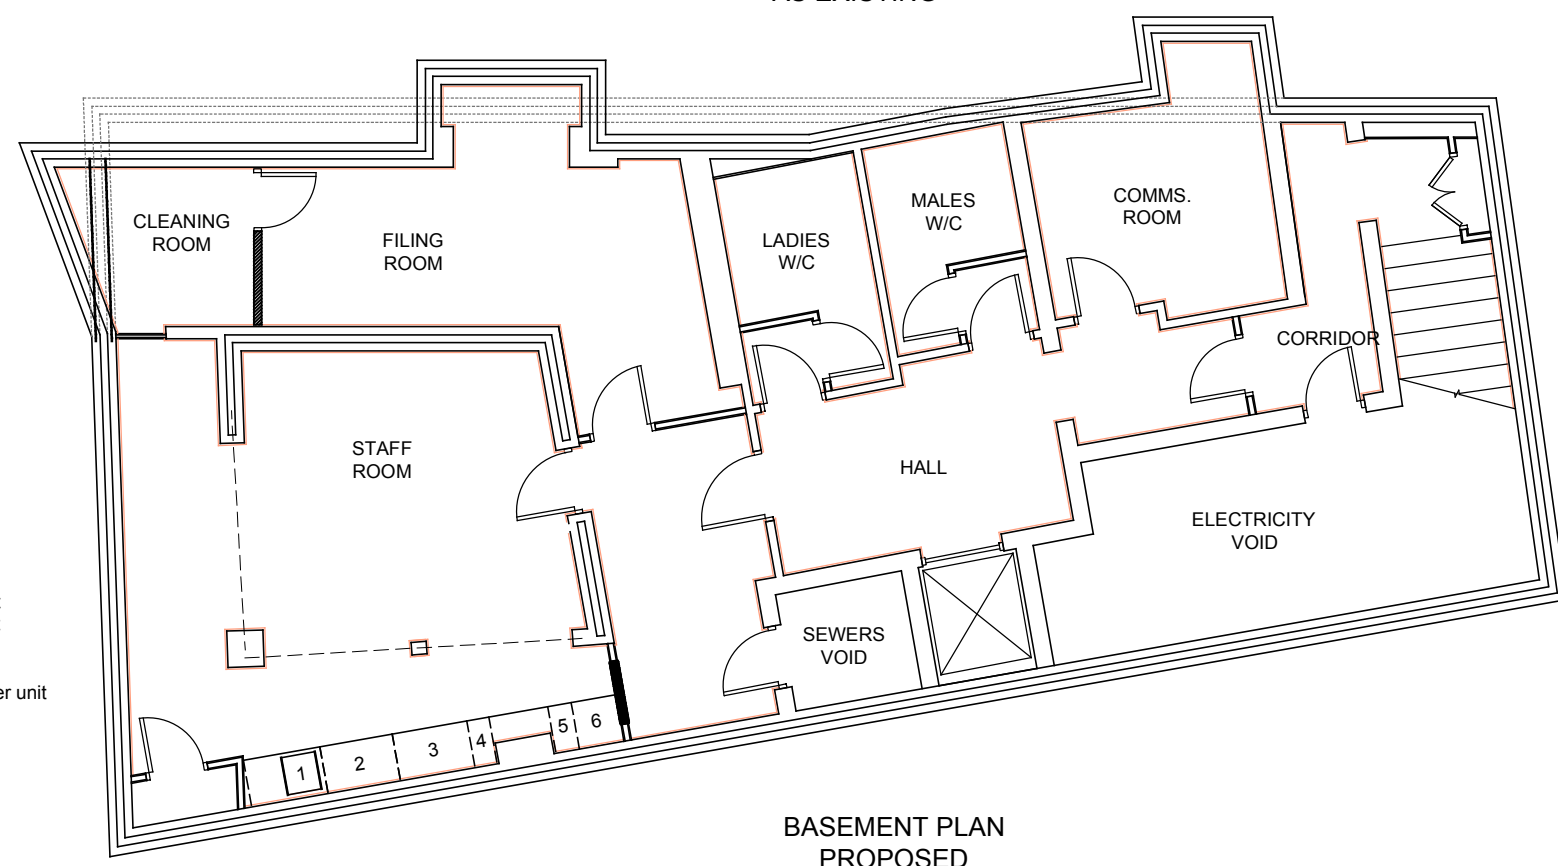 CLEANING
ROOM
FILING
ROOM
LADIES
W/C
MALES
W/C
COMMS.
ROOM
CORRIDOR
STAFF
ROOM
HALL
ELECTRICITY
VOID
SEWERS
VOID
er unit
1
2
3
4
5
6
BASEMENT PLAN
PROPOSED